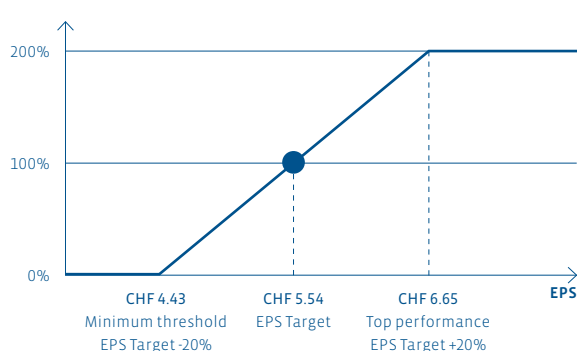 200%
100%
0%
EPS
CHF 4.43
Minimum threshold
EPS Target -20%
CHF 5.54
EPS Target
CHF 6.65
Top performance
EPS Target +20%